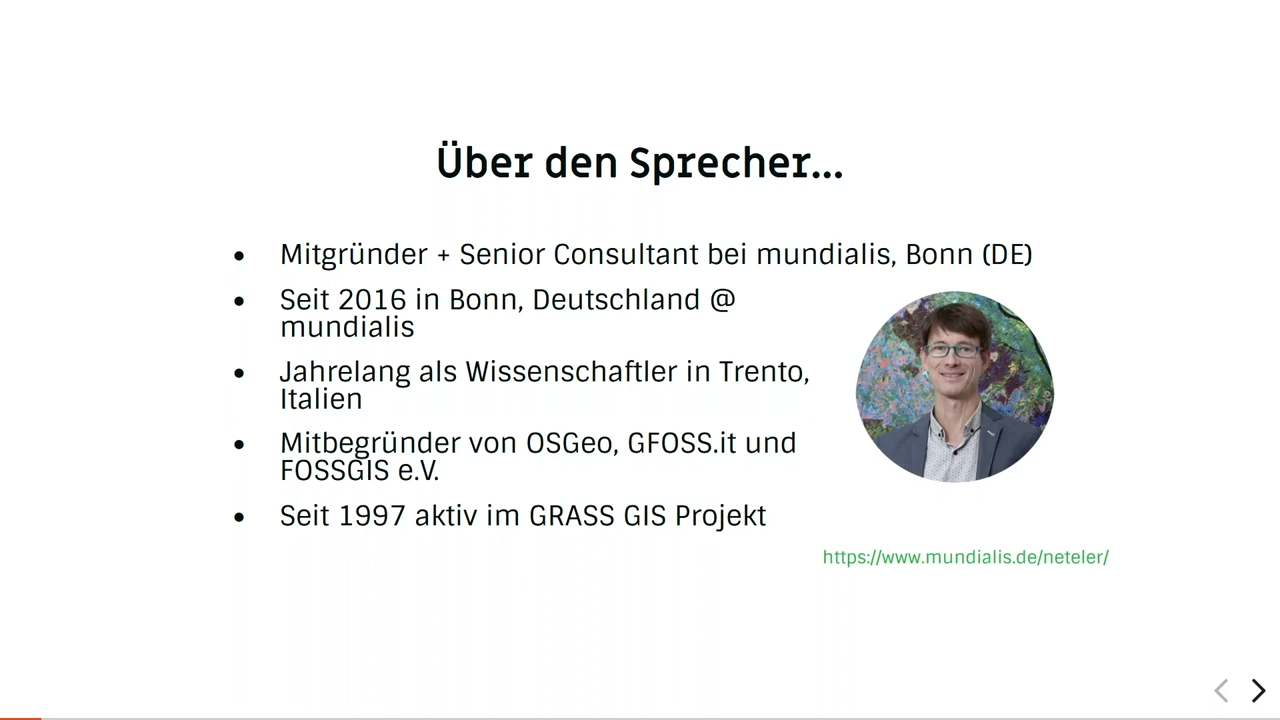 Über den Sprecher...
• Mitgründer + Senior Consultant bei mundialis, Bonn (DE)
• Seit 2016 in Bonn, Deutschland @
mundialis
• Jahrelang als Wissenschaftler in Trento,
Italien
• Mitbegründer von OSGeo, GFOSS.it und
FOSSGIS e.V.
• Seit 1997 aktiv im GRASS GIS Projekt
https://www.mundialis.de/neteler/